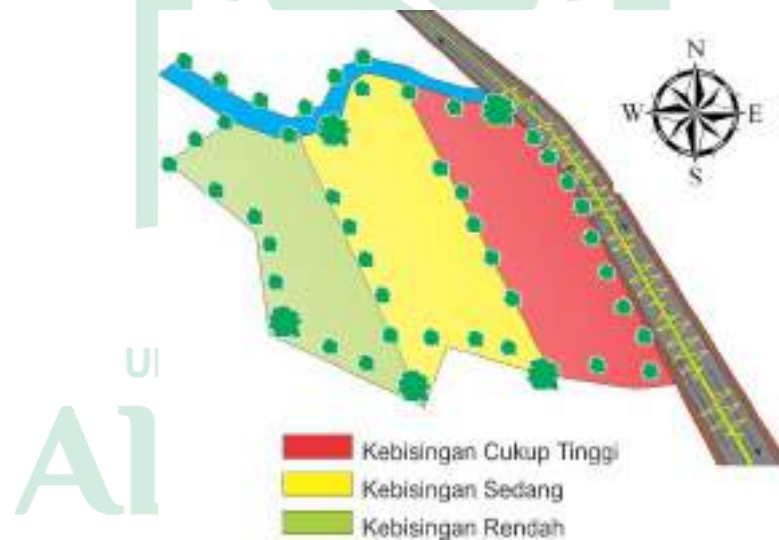 N
W E
S
Kebisingan Cukup Tinggi
Kebisingan Sedang
Kebisingan Rendah